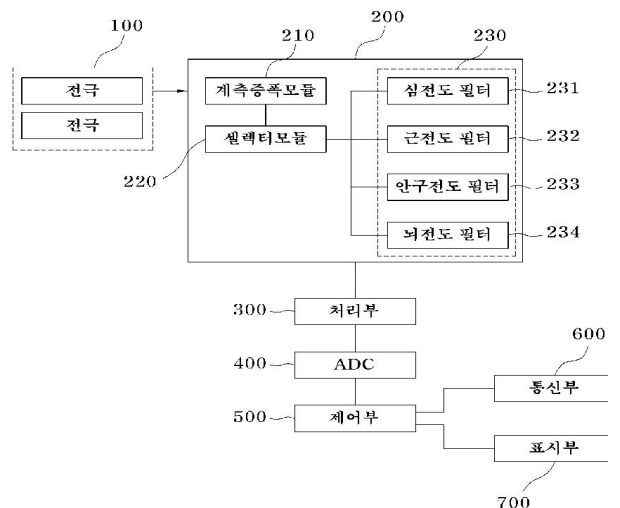 100
전극
전극
200
210
계측증폭모듈
셀렉터모듈
220
230
심전도 필터
231
근전도 필터
232
안구전도 필터
233
뇌전도 필터
234
300
처리부
400
ADC
500
제어부
600
통신부
표시부
700